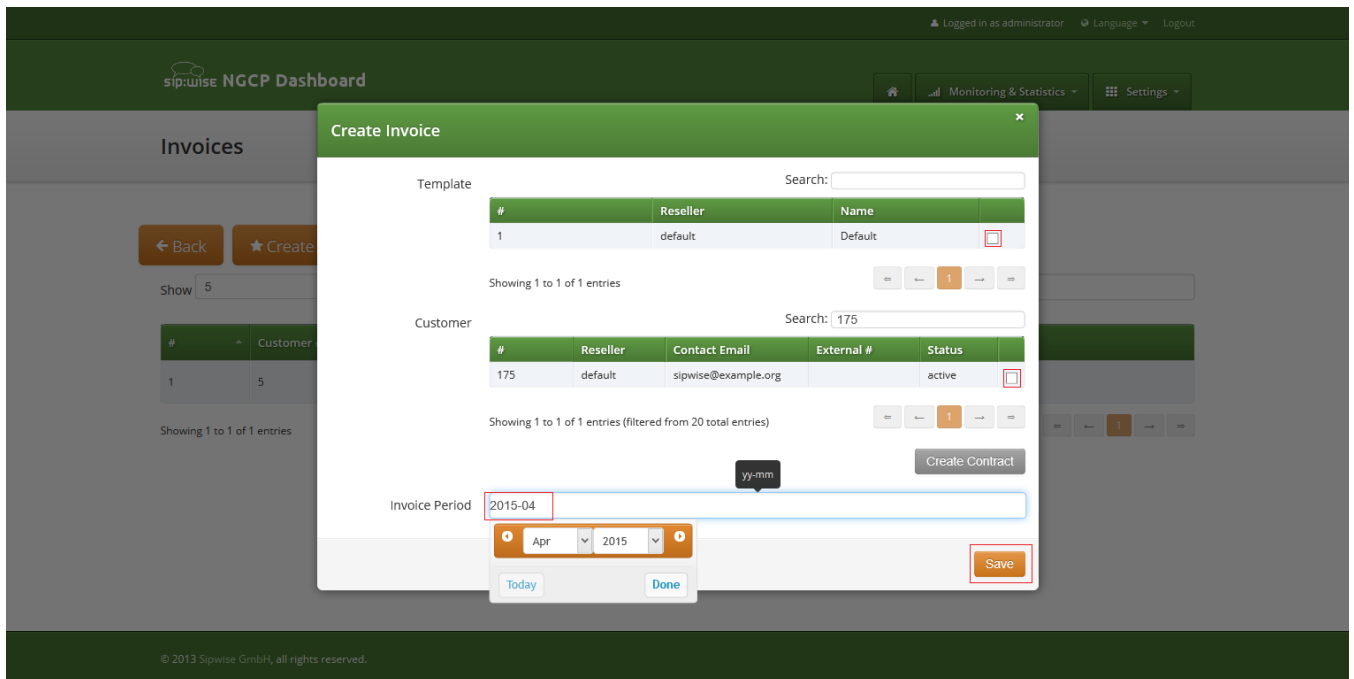 Logged in as administrator Language Logout
sip:wise NGCP Dashboard
Monitoring & Statistics Settings
Create Invoice ×
Invoices
Template Search:
# Reseller Name
1 default Default
Back Create
Showing 1 to 1 of 1 entries ⇐ ← 1 → ⇒
Show 5
Customer Search: 175
# Customer
# Reseller Contact Email External # Status
175 default sipwise@example.org active
1 5
Showing 1 to 1 of 1 entries (filtered from 20 total entries) ⇐ ← 1 → ⇒
Showing 1 to 1 of 1 entries ⇐ ← 1 → ⇒
Create Contract
yy-mm
Invoice Period 2015-04
Apr 2015
Save
Today Done
© 2013 Sipwise GmbH, all rights reserved.